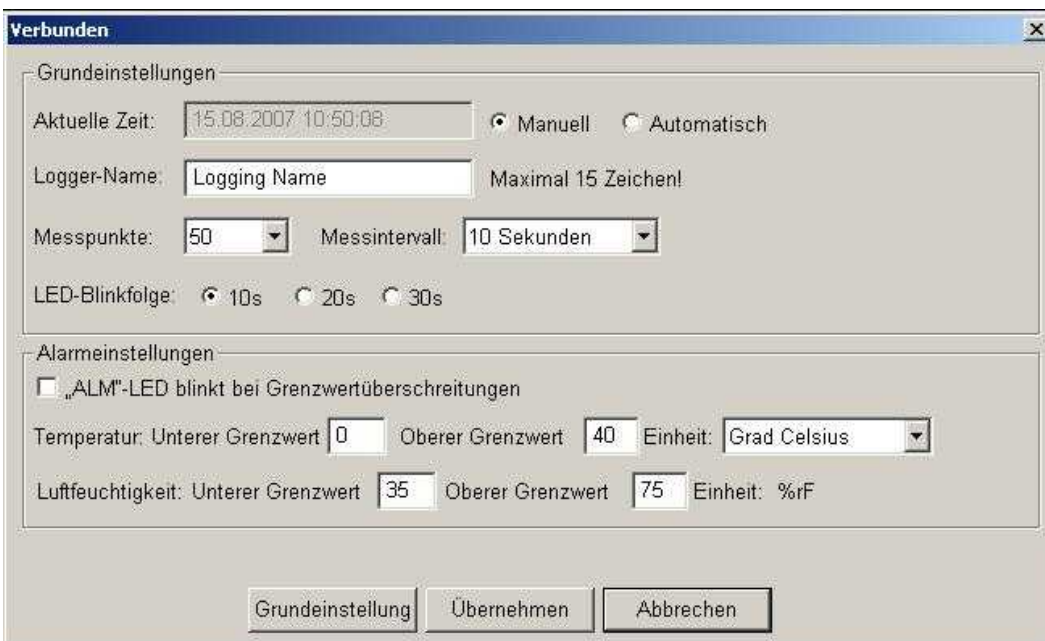 Verbunden
Grundeinstellungen
Aktuelle Zeit: 15.08.2007 10:50:08 Manuell Automatisch
Logger-Name: Logging Name Maximal 15 Zeichen!
Messpunkte: 50 Messintervall: 10 Sekunden
LED-Blinkfolge: 10s 20s 30s
Alarmeinstellungen
„ALM"-LED blinkt bei Grenzwertüberschreitungen
Temperatur: Unterer Grenzwert 0 Oberer Grenzwert 40 Einheit: Grad Celsius
Luftfeuchtigkeit: Unterer Grenzwert 35 Oberer Grenzwert 75 Einheit: %rF
Grundeinstellung Übernehmen Abbrechen